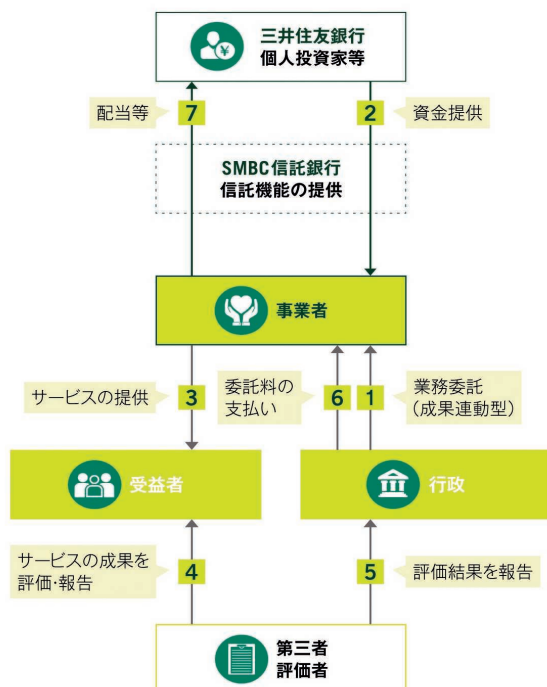 三井住友銀行
個人投資家等
配当等
7
2
資金提供
SMBC信託銀行
信託機能の提供
事業者
サービスの提供
3
委託料の
支払い
6
1
業務委託
(成果連動型)
受益者
行政
サービスの成果を
評価・報告
4
5
評価結果を報告
第三者
評価者